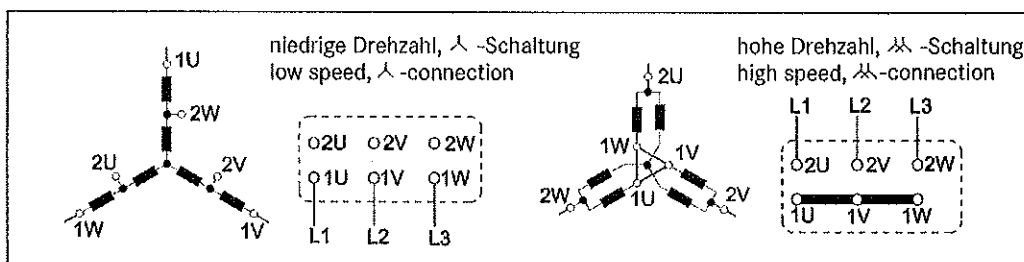 niedrige Drehzahl, ⅄ -Schaltung
low speed, ⅄ -connection
1U
2W
2U
2V
1W
1V
2U 2V 2W
1U 1V 1W
L1 L2 L3
hohe Drehzahl, ⅄⅄ -Schaltung
high speed, ⅄⅄-connection
2U
1W
1V
2W
1U
2V
L1 L2 L3
2U 2V 2W
1U 1V 1W